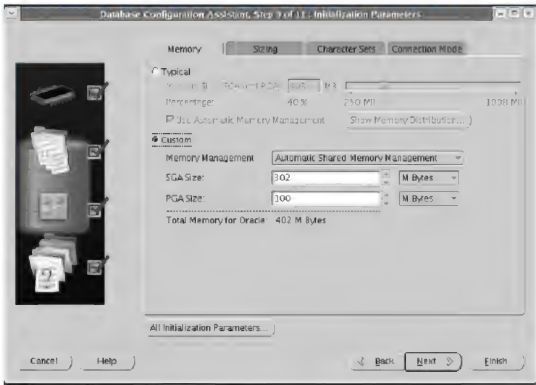 Database Configuration Assistant, Step 9 of 11 : Initialization Parameters
Memory Sizing Character Sets Connection Mode
Typical
SGA and PGA MB
Percentage: 40 % 250 MB
Use Automatic Memory Management Show Memory Distribution...
Custom
Memory Management Automatic Shared Memory Management
SGA Size: 302 M Bytes
PGA Size: 100 M Bytes
Total Memory for Oracle: 402 M Bytes
All Initialization Parameters...
Cancel Help Back Next Finish